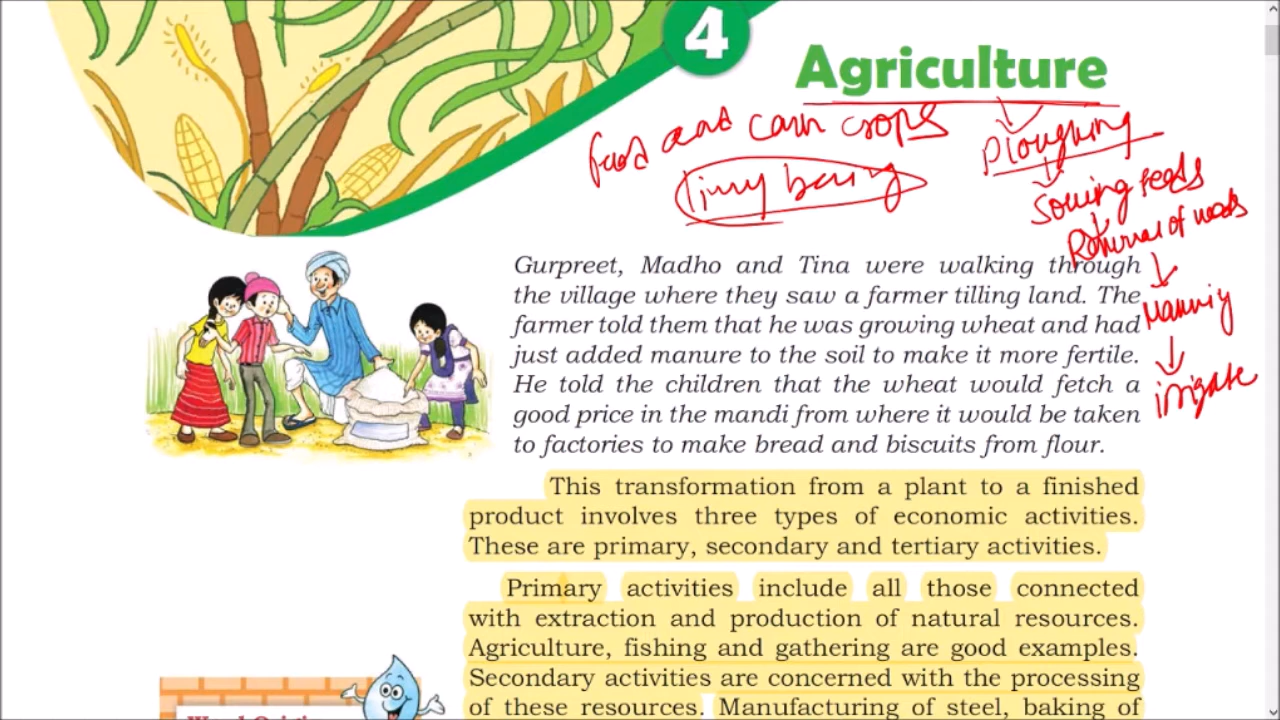 4
Agriculture
food and cash crops
Ploughing
Sowing seeds
Removal of weeds
irrigate
Gurpreet, Madho and Tina were walking through
the village where they saw a farmer tilling land. The
farmer told them that he was growing wheat and had
just added manure to the soil to make it more fertile.
He told the children that the wheat would fetch a
good price in the mandi from where it would be taken
to factories to make bread and biscuits from flour.
This transformation from a plant to a finished
product involves three types of economic activities.
These are primary, secondary and tertiary activities.
Primary activities include all those connected
with extraction and production of natural resources.
Agriculture, fishing and gathering are good examples.
Secondary activities are concerned with the processing
of these resources. Manufacturing of steel, baking of